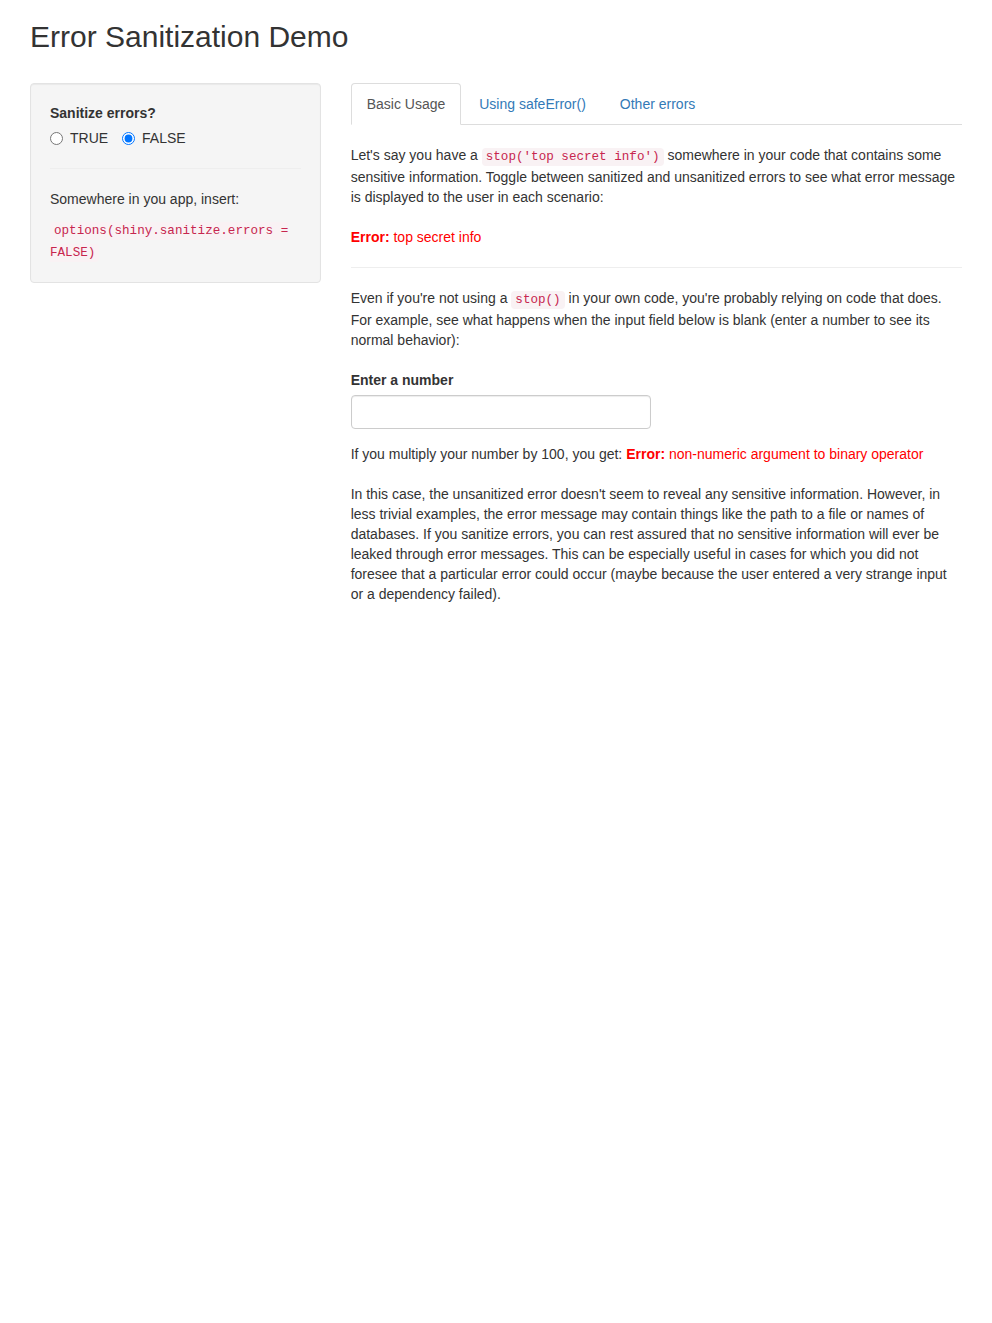 Error Sanitization Demo
Sanitize errors?
TRUE FALSE
Somewhere in you app, insert:
options(shiny.sanitize.errors =
FALSE)
Basic Usage Using safeError() Other errors
Let's say you have a stop('top secret info') somewhere in your code that contains some
sensitive information. Toggle between sanitized and unsanitized errors to see what error message
is displayed to the user in each scenario:
Error: top secret info
Even if you're not using a stop() in your own code, you're probably relying on code that does.
For example, see what happens when the input field below is blank (enter a number to see its
normal behavior):
Enter a number
If you multiply your number by 100, you get: Error: non-numeric argument to binary operator
In this case, the unsanitized error doesn't seem to reveal any sensitive information. However, in
less trivial examples, the error message may contain things like the path to a file or names of
databases. If you sanitize errors, you can rest assured that no sensitive information will ever be
leaked through error messages. This can be especially useful in cases for which you did not
foresee that a particular error could occur (maybe because the user entered a very strange input
or a dependency failed).